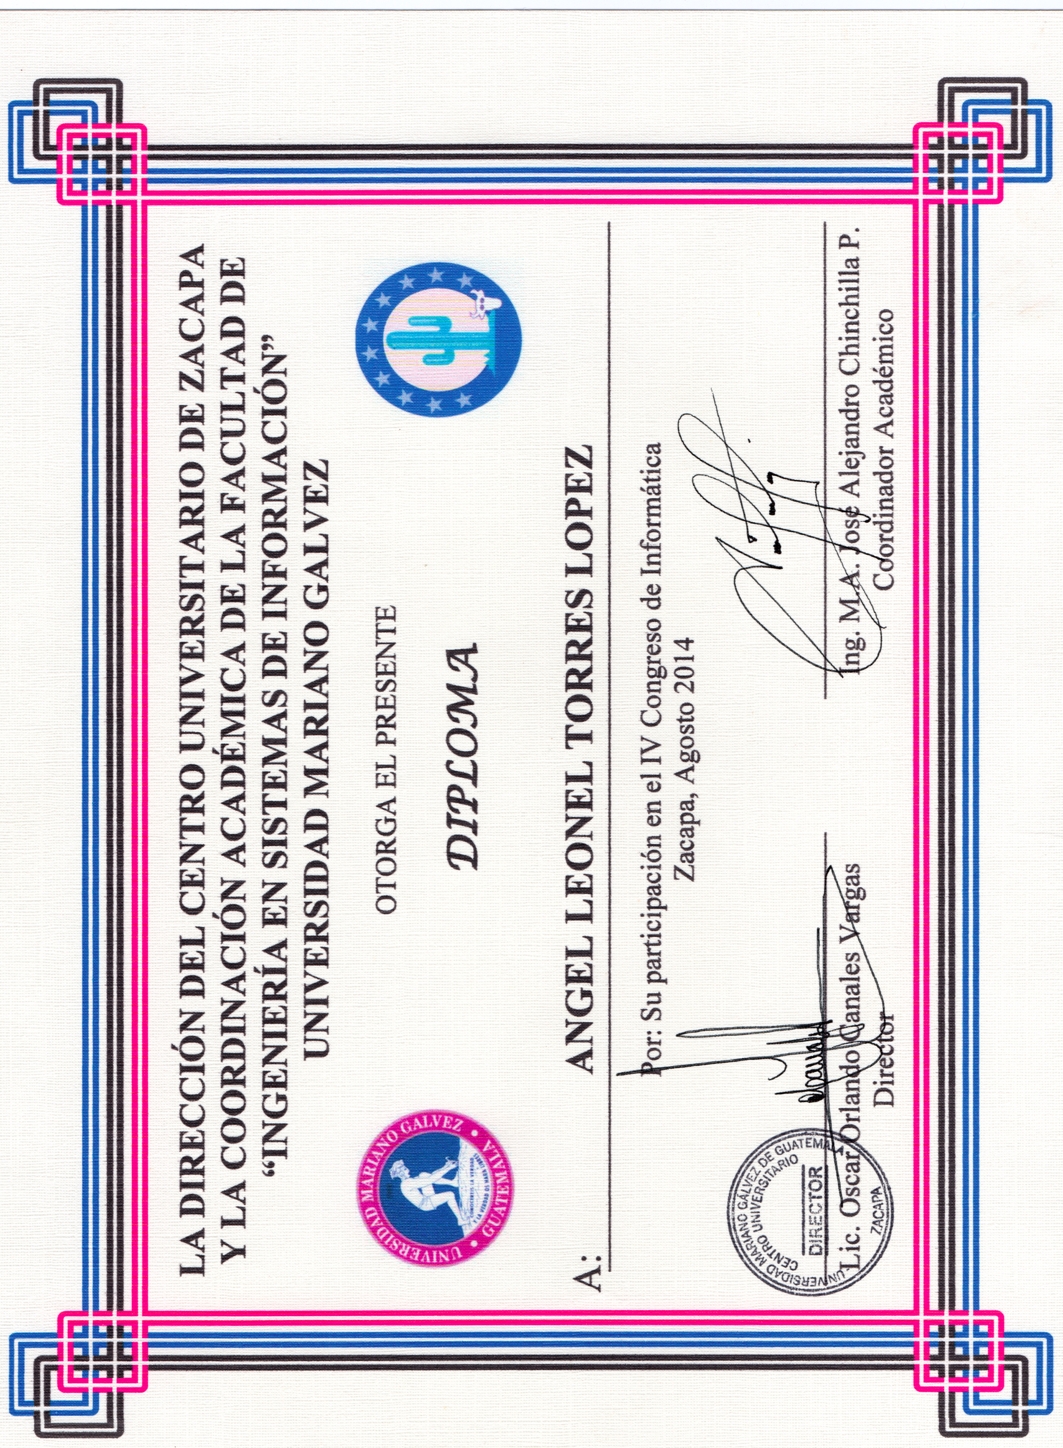 LA DIRECCIÓN DEL CENTRO UNIVERSITARIO DE ZACAPA
Y LA COORDINACIÓN ACADÉMICA DE LA FACULTAD DE
“INGENIERÍA EN SISTEMAS DE INFORMACIÓN”
UNIVERSIDAD MARIANO GALVEZ
UNIVERSIDAD MARIANO GALVEZ • GUATEMALA •
OTORGA EL PRESENTE
DIPLOMA
A: ANGEL LEONEL TORRES LOPEZ
Por: Su participación en el IV Congreso de Informática
Zacapa, Agosto 2014
UNIVERSIDAD MARIANO GÁLVEZ DE GUATEMALA
CENTRO UNIVERSITARIO
DIRECTOR
ZACAPA
Lic. Oscar Orlando Canales Vargas
Director
Ing. M.A. José Alejandro Chinchilla P.
Coordinador Académico